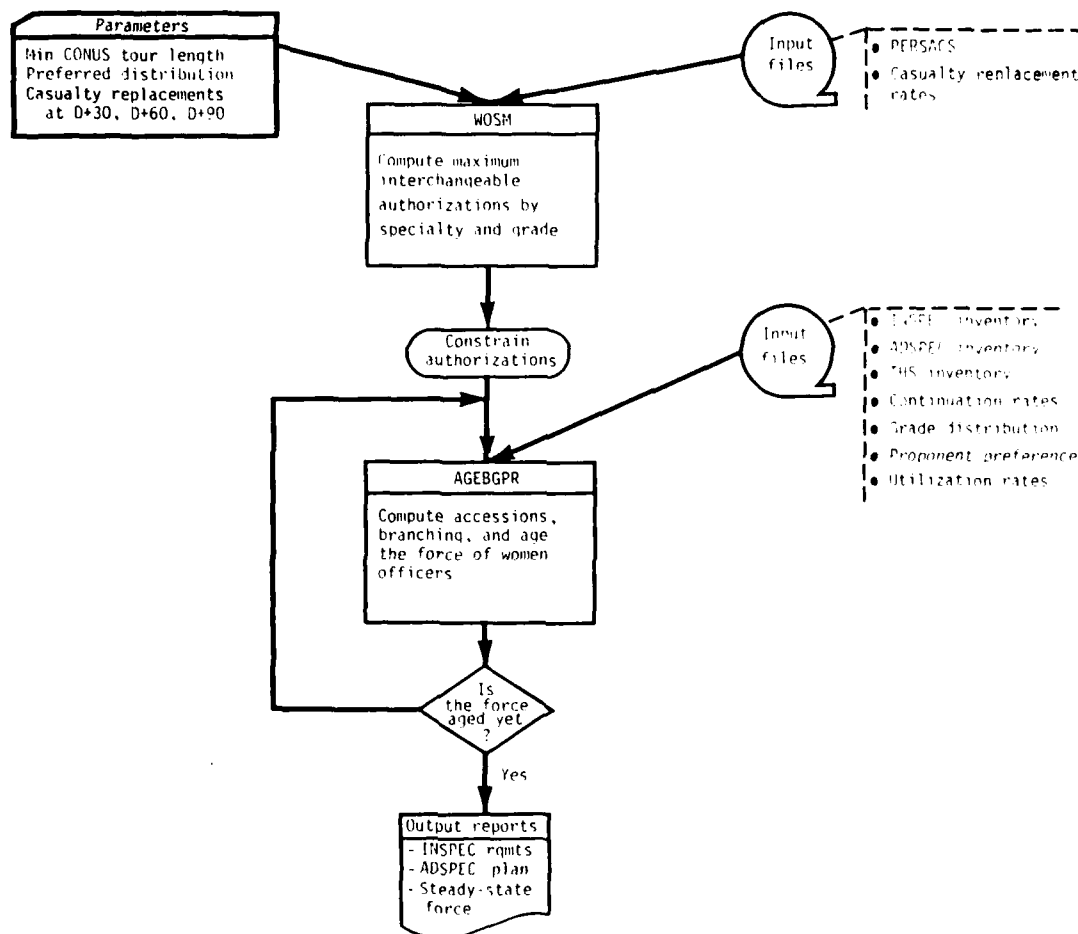 Parameters
Min CONUS tour length
Preferred distribution
Casualty replacements
at D+30, D+60, D+90
Input
files
• PERSACS
• Casualty replacement
rates
WOSM
Compute maximum
interchangeable
authorizations by
specialty and grade
Constrain
authorizations
Input
files
• INSPEC inventory
• ADSPEC inventory
• THS inventory
• Continuation rates
• Grade distribution
• Proponent preference
• Utilization rates
AGEBGPR
Compute accessions,
branching, and age
the force of women
officers
Is
the force
aged yet
?
Yes
Output reports
- INSPEC rqmts
- ADSPEC plan
- Steady-state
force